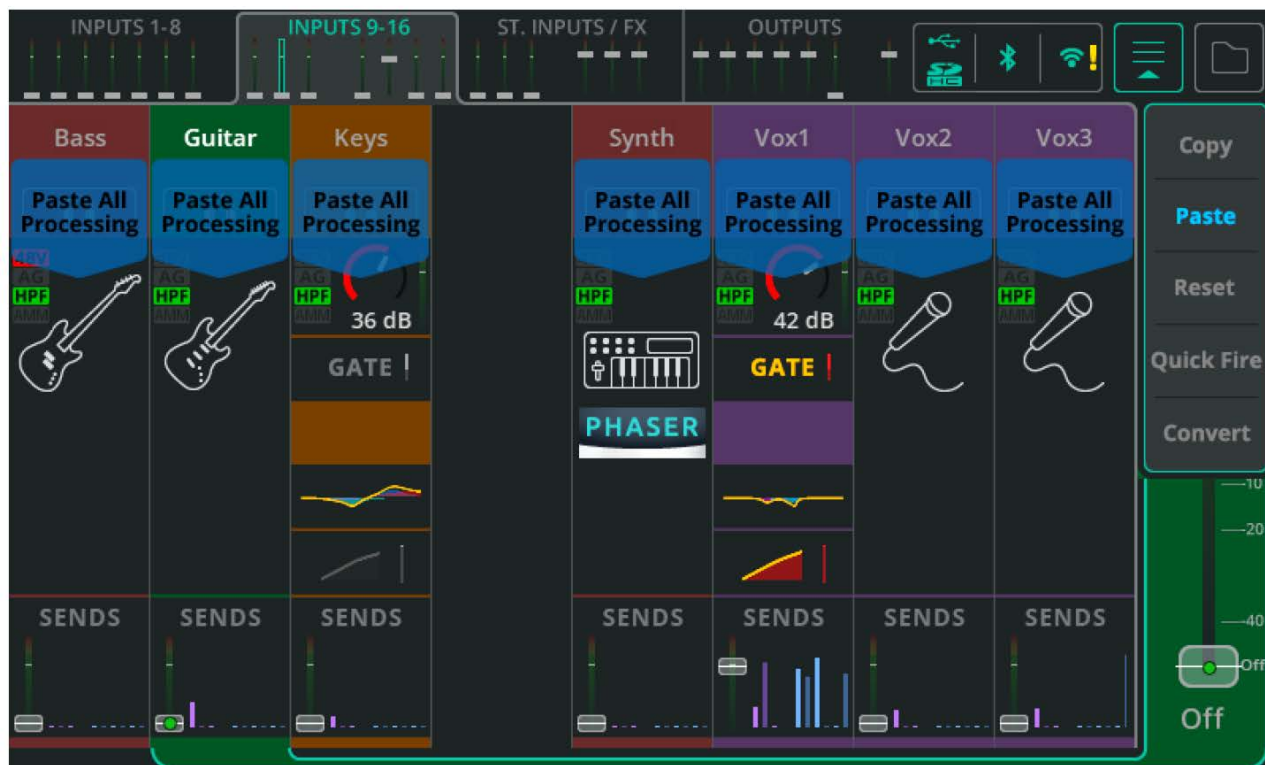 INPUTS 1-8
INPUTS 9-16
ST. INPUTS / FX
OUTPUTS
SD
HC
!
Bass
Guitar
Keys
Synth
Vox1
Vox2
Vox3
Copy
Paste
Reset
Quick Fire
Convert
Paste All
Processing
Paste All
Processing
Paste All
Processing
Paste All
Processing
Paste All
Processing
Paste All
Processing
Paste All
Processing
48V
AG
HPF
AMM
AG
HPF
AMM
AG
HPF
AMM
36 dB
AG
HPF
AMM
AG
HPF
AMM
42 dB
AG
HPF
AMM
AG
HPF
AMM
GATE
GATE
PHASER
SENDS
SENDS
SENDS
SENDS
SENDS
SENDS
SENDS
-10
-20
-40
Off
Off